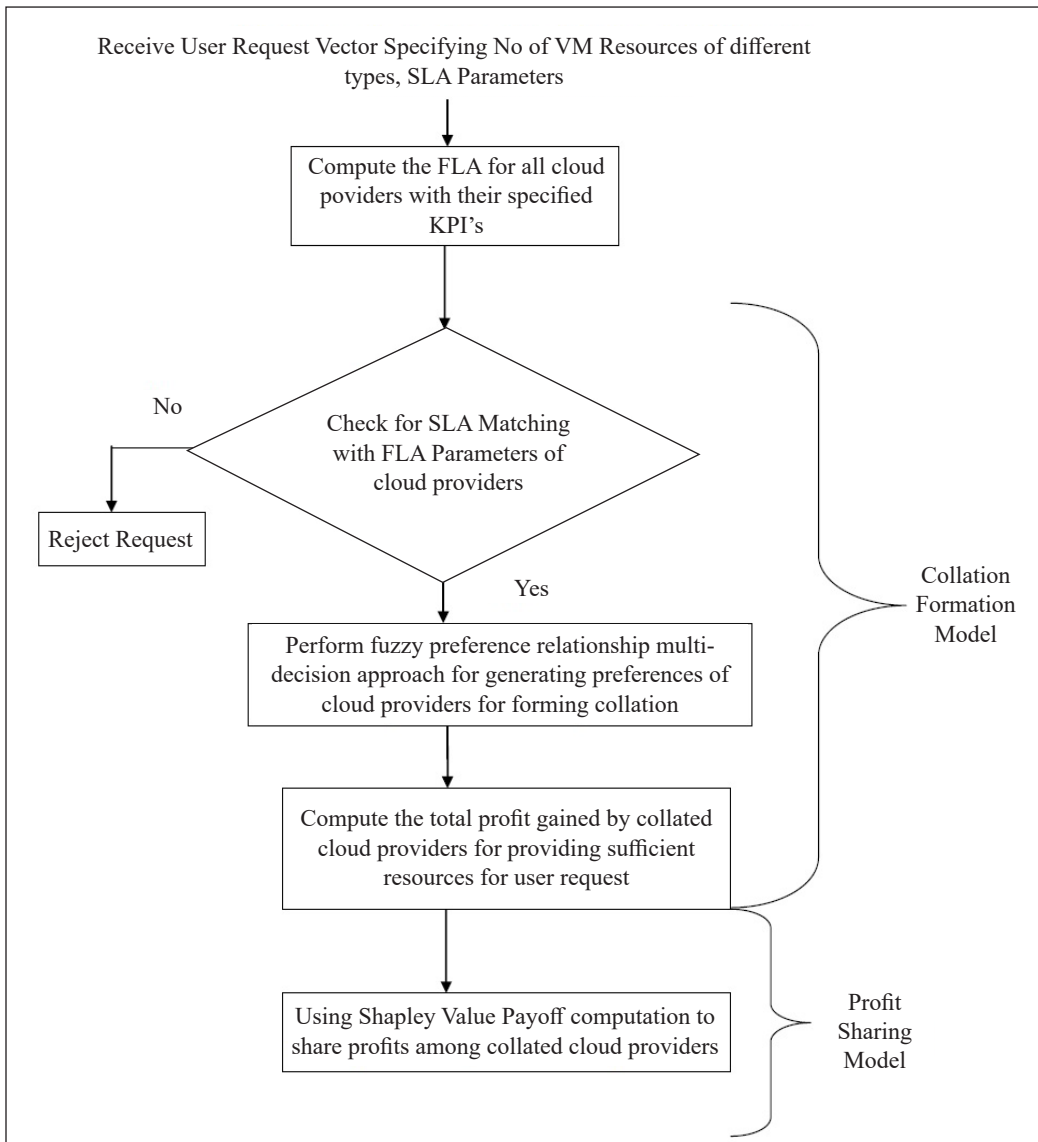 Receive User Request Vector Specifying No of VM Resources of different
types, SLA Parameters
Compute the FLA for all cloud
poviders with their specified
KPI’s
No
Check for SLA Matching
with FLA Parameters of
cloud providers
Reject Request
Yes
Collation
Formation
Model
Perform fuzzy preference relationship multi-
decision approach for generating preferences of
cloud providers for forming collation
Compute the total profit gained by collated
cloud providers for providing sufficient
resources for user request
Using Shapley Value Payoff computation to
share profits among collated cloud providers
Profit
Sharing
Model